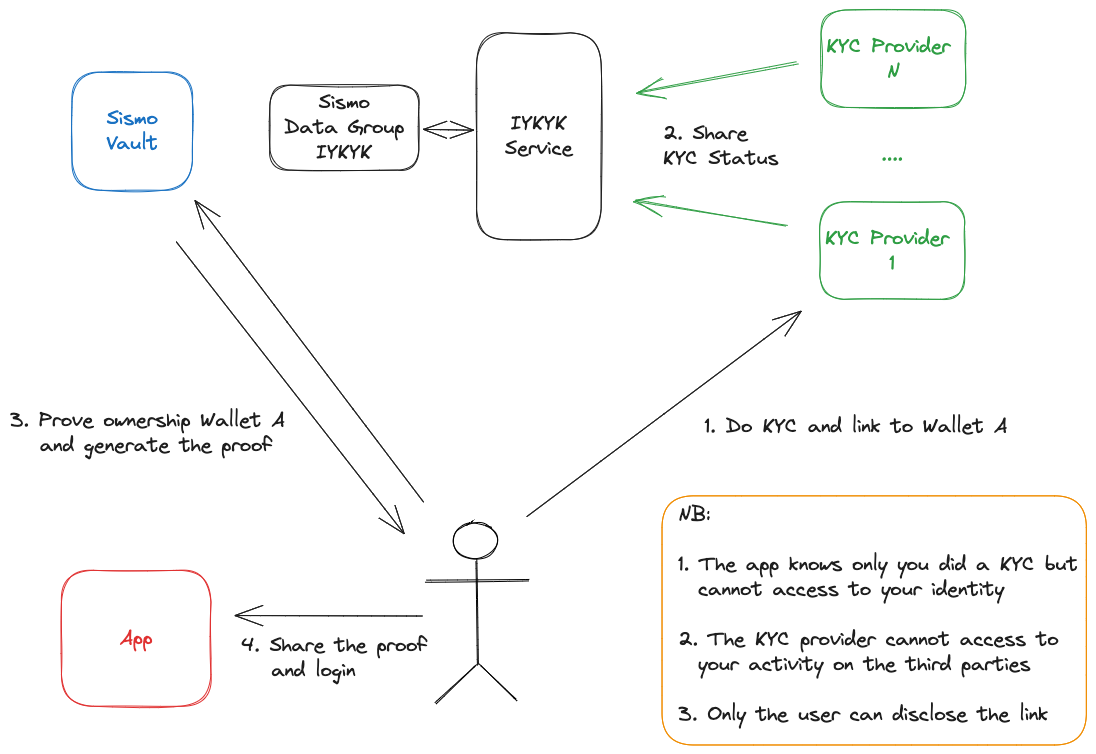 KYC Provider
N
Sismo
Vault
Sismo
Data Group
IYKYK
IYKYK
Service
2. Share
KYC Status
....
KYC Provider
1
3. Prove ownership Wallet A
and generate the proof
1. Do KYC and link to Wallet A
NB:
1. The app knows only you did a KYC but
cannot access to your identity
2. The KYC provider cannot access to
your activity on the third parties
3. Only the user can disclose the link
App
4. Share the proof
and login